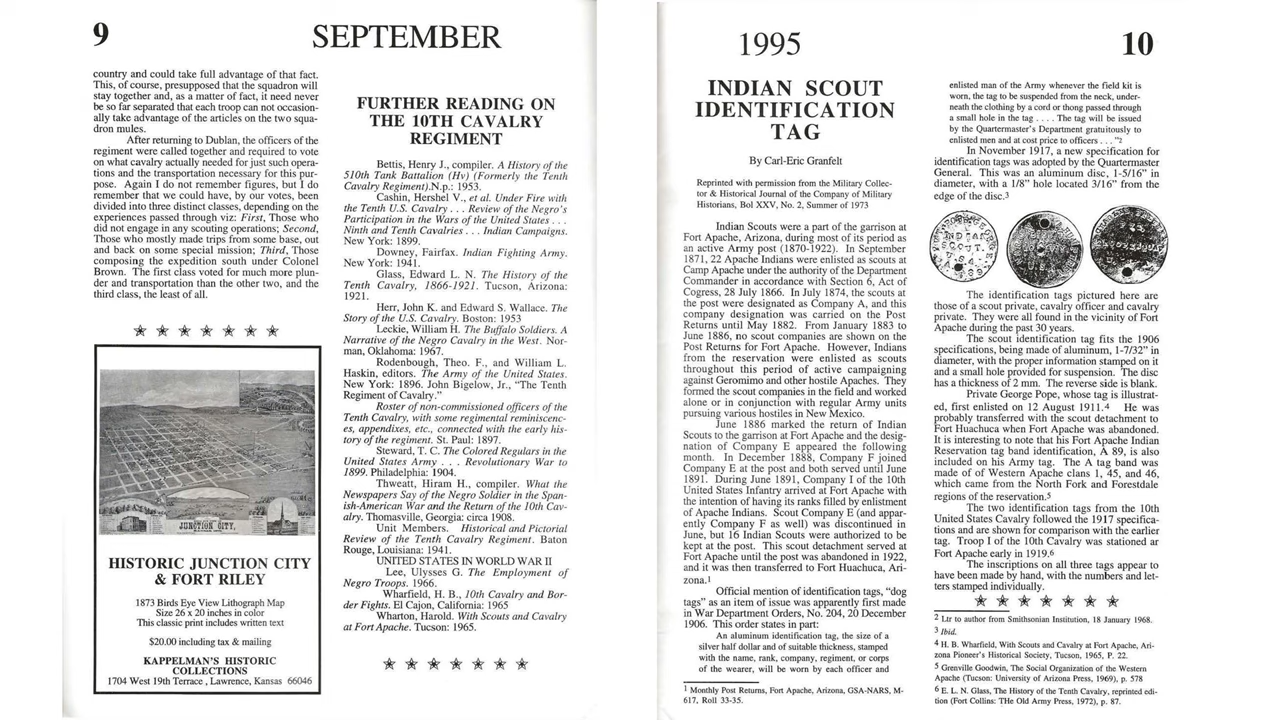 9
SEPTEMBER
country and could take full advantage of that fact.
This, of course, presupposed that the squadron will
stay together and, as a matter of fact, it need never
be so far separated that each troop can not occasion-
ally take advantage of the articles on the two squa-
dron mules.
After returning to Dublan, the officers of the
regiment were called together and required to vote
on what cavalry actually needed for just such opera-
tions and the transportation necessary for this pur-
pose. Again I do not remember figures, but I do
remember that we could have, by our votes, been
divided into three distinct classes, depending on the
experiences passed through viz: First, Those who
did not engage in any scouting operations; Second,
Those who mostly made trips from some base, out
and back on some special mission; Third, Those
composing the expedition south under Colonel
Brown. The first class voted for much more plun-
der and transportation than the other two, and the
third class, the least of all.
JUNCTION CITY,
HISTORIC JUNCTION CITY
& FORT RILEY
1873 Birds Eye View Lithograph Map
Size 26 x 20 inches in color
This classic print includes written text
$20.00 including tax & mailing
KAPPELMAN'S HISTORIC
COLLECTIONS
1704 West 19th Terrace , Lawrence, Kansas 66046
FURTHER READING ON
THE 10TH CAVALRY
REGIMENT
Bettis, Henry J., compiler. A History of the
510th Tank Battalion (Hv) (Formerly the Tenth
Cavalry Regiment).N.p.: 1953.
Cashin, Hershel V., et al. Under Fire with
the Tenth U.S. Cavalry . . . Review of the Negro's
Participation in the Wars of the United States . . .
Ninth and Tenth Cavalries . . . Indian Campaigns.
New York: 1899.
Downey, Fairfax. Indian Fighting Army.
New York: 1941.
Glass, Edward L. N. The History of the
Tenth Cavalry, 1866-1921. Tucson, Arizona:
1921.
Herr, John K. and Edward S. Wallace. The
Story of the U.S. Cavalry. Boston: 1953
Leckie, William H. The Buffalo Soldiers. A
Narrative of the Negro Cavalry in the West. Nor-
man, Oklahoma: 1967.
Rodenbough, Theo. F., and William L.
Haskin, editors. The Army of the United States.
New York: 1896. John Bigelow, Jr., "The Tenth
Regiment of Cavalry."
Roster of non-commissioned officers of the
Tenth Cavalry, with some regimental reminiscenc-
es, appendixes, etc., connected with the early his-
tory of the regiment. St. Paul: 1897.
Steward, T. C. The Colored Regulars in the
United States Army . . . Revolutionary War to
1899. Philadelphia: 1904.
Thweatt, Hiram H., compiler. What the
Newspapers Say of the Negro Soldier in the Span-
ish-American War and the Return of the 10th Cav-
alry. Thomasville, Georgia: circa 1908.
Unit Members. Historical and Pictorial
Review of the Tenth Cavalry Regiment. Baton
Rouge, Louisiana: 1941.
UNITED STATES IN WORLD WAR II
Lee, Ulysses G. The Employment of
Negro Troops. 1966.
Wharfield, H. B., 10th Cavalry and Bor-
der Fights. El Cajon, California: 1965
Wharton, Harold. With Scouts and Cavalry
at Fort Apache. Tucson: 1965.
1995
10
INDIAN SCOUT
IDENTIFICATION
TAG
By Carl-Eric Granfelt
Reprinted with permission from the Military Collec-
tor & Historical Journal of the Company of Military
Historians, Bol XXV, No. 2, Summer of 1973
Indian Scouts were a part of the garrison at
Fort Apache, Arizona, during most of its period as
an active Army post (1870-1922). In September
1871, 22 Apache Indians were enlisted as scouts at
Camp Apache under the authority of the Department
Commander in accordance with Section 6, Act of
Cogress, 28 July 1866. In July 1874, the scouts at
the post were designated as Company A, and this
company designation was carried on the Post
Returns until May 1882. From January 1883 to
June 1886, no scout companies are shown on the
Post Returns for Fort Apache. However, Indians
from the reservation were enlisted as scouts
throughout this period of active campaigning
against Geromimo and other hostile Apaches. They
formed the scout companies in the field and worked
alone or in conjunction with regular Army units
pursuing various hostiles in New Mexico.
June 1886 marked the return of Indian
Scouts to the garrison at Fort Apache and the desig-
nation of Company E appeared the following
month. In December 1888, Company F joined
Company E at the post and both served until June
1891. During June 1891, Company I of the 10th
United States Infantry arrived at Fort Apache with
the intention of having its ranks filled by enlistment
of Apache Indians. Scout Company E (and appar-
ently Company F as well) was discontinued in
June, but 16 Indian Scouts were authorized to be
kept at the post. This scout detachment served at
Fort Apache until the post was abandoned in 1922,
and it was then transferred to Fort Huachuca, Ari-
zona.1
Official mention of identification tags, "dog
tags" as an item of issue was apparently first made
in War Department Orders, No. 204, 20 December
1906. This order states in part:
An aluminum identification tag, the size of a
silver half dollar and of suitable thickness, stamped
with the name, rank, company, regiment, or corps
of the wearer, will be worn by each officer and
1 Monthly Post Returns, Fort Apache, Arizona, GSA-NARS, M-
617, Roll 33-35.
enlisted man of the Army whenever the field kit is
worn, the tag to be suspended from the neck, under-
neath the clothing by a cord or thong passed through
a small hole in the tag . . . . The tag will be issued
by the Quartermaster's Department gratuitously to
enlisted men and at cost price to officers . . . "2
In November 1917, a new specification for
identification tags was adopted by the Quartermaster
General. This was an aluminum disc, 1-5/16" in
diameter, with a 1/8" hole located 3/16" from the
edge of the disc.3
INDIAN
SCOUT.
U.S.A.
The identification tags pictured here are
those of a scout private, cavalry officer and cavalry
private. They were all found in the vicinity of Fort
Apache during the past 30 years.
The scout identification tag fits the 1906
specifications, being made of aluminum, 1-7/32" in
diameter, with the proper information stamped on it
and a small hole provided for suspension. The disc
has a thickness of 2 mm. The reverse side is blank.
Private George Pope, whose tag is illustrat-
ed, first enlisted on 12 August 1911.4 He was
probably transferred with the scout detachment to
Fort Huachuca when Fort Apache was abandoned.
It is interesting to note that his Fort Apache Indian
Reservation tag band identification, A 89, is also
included on his Army tag. The A tag band was
made of of Western Apache clans 1, 45, and 46,
which came from the North Fork and Forestdale
regions of the reservation.5
The two identification tags from the 10th
United States Cavalry followed the 1917 specifica-
tions and are shown for comparison with the earlier
tag. Troop I of the 10th Cavalry was stationed ar
Fort Apache early in 1919.6
The inscriptions on all three tags appear to
have been made by hand, with the numbers and let-
ters stamped individually.
2 Ltr to author from Smithsonian Institution, 18 January 1968.
3 Ibid.
4 H. B. Wharfield, With Scouts and Cavalry at Fort Apache, Ari-
zona Pioneer's Historical Society, Tucson, 1965, P. 22.
5 Grenville Goodwin, The Social Organization of the Western
Apache (Tucson: University of Arizona Press, 1969), p. 578
6 E. L. N. Glass, The History of the Tenth Cavalry, reprinted edi-
tion (Fort Collins: THe Old Army Press, 1972), p. 87.